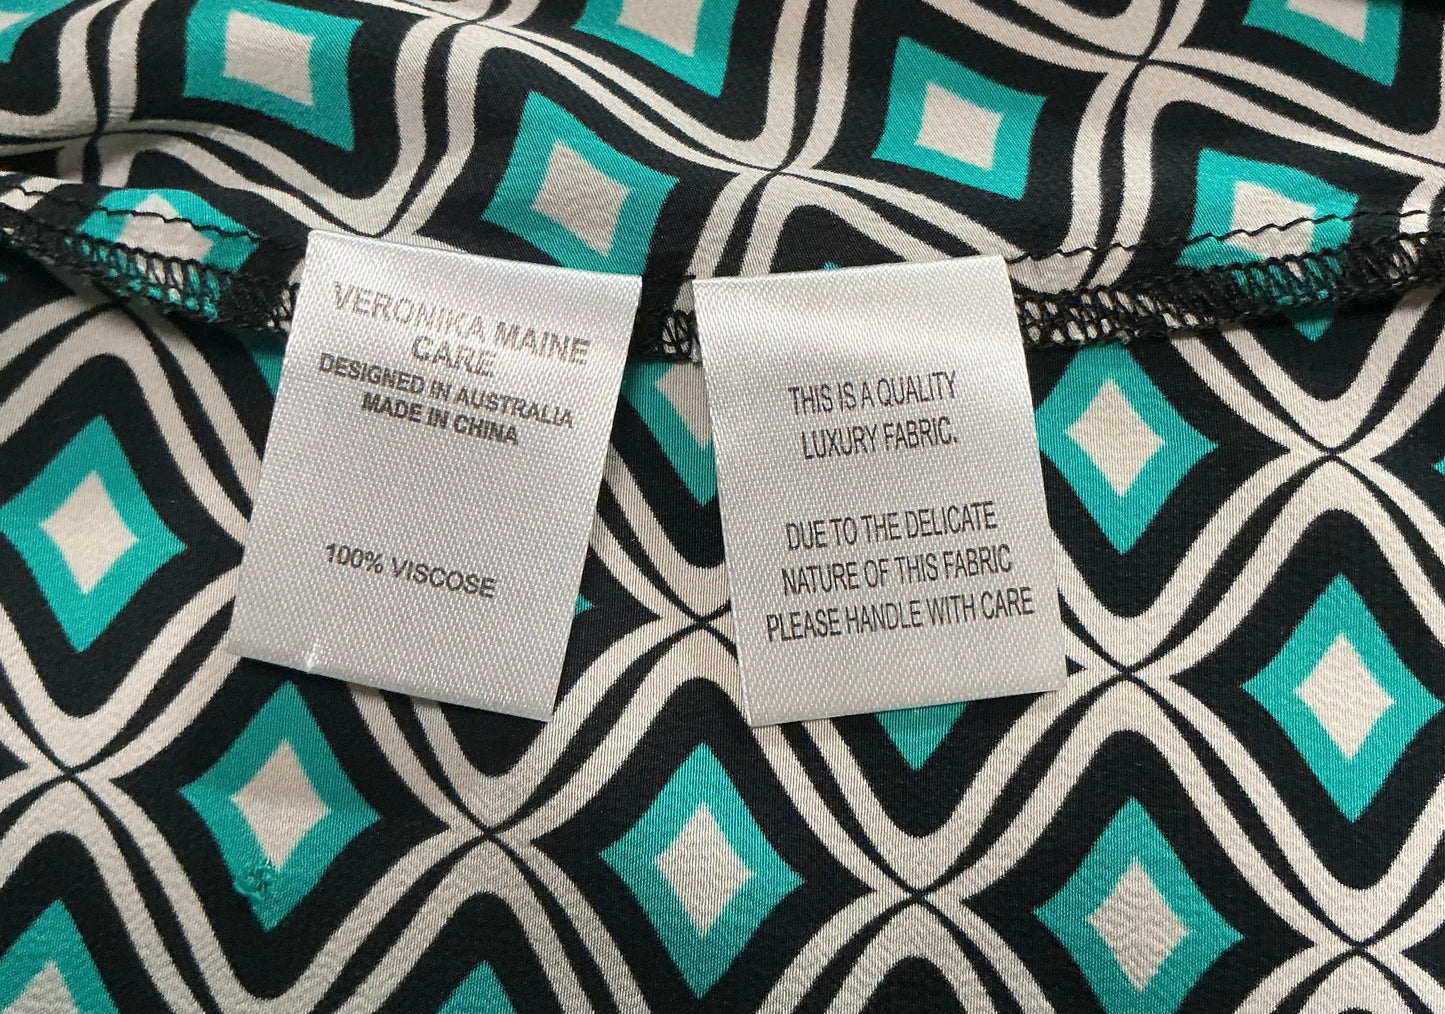 VERONIKA MAINE
CARE
DESIGNED IN AUSTRALIA
MADE IN CHINA
100% VISCOSE
THIS IS A QUALITY
LUXURY FABRIC.
DUE TO THE DELICATE
NATURE OF THIS FABRIC
PLEASE HANDLE WITH CARE